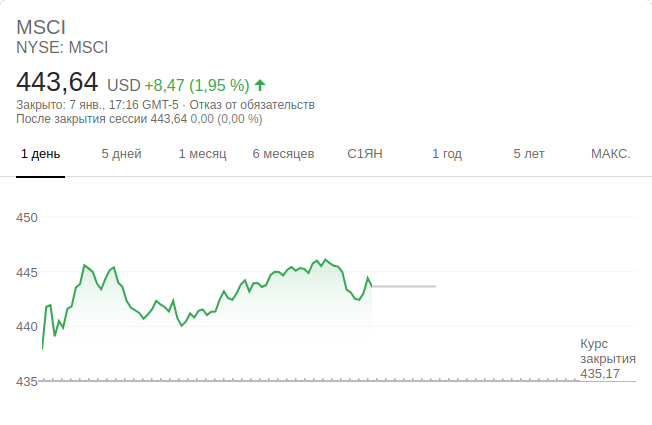 MSCI
NYSE: MSCI
443,64 USD +8,47 (1,95 %)
Закрыто: 7 янв., 17:16 GMT-5 · Отказ от обязательств
После закрытия сессии 443,64 0,00 (0,00 %)
1 день 5 дней 1 месяц 6 месяцев С1ЯН 1 год 5 лет МАКС.
450
445
440
Курс
закрытия
435,17
435